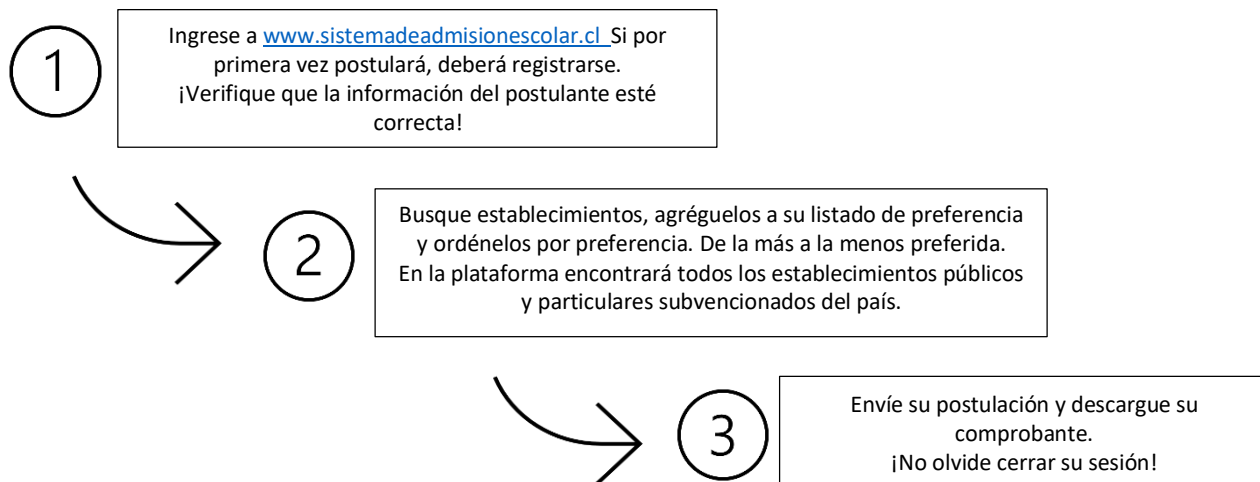 1
Ingrese a www.sistemadeadmisionescolar.cl Si por
primera vez postulará, deberá registrarse.
¡Verifique que la información del postulante esté
correcta!
2
Busque establecimientos, agréguelos a su listado de preferencia
y ordénelos por preferencia. De la más a la menos preferida.
En la plataforma encontrará todos los establecimientos públicos
y particulares subvencionados del país.
3
Envíe su postulación y descargue su
comprobante.
¡No olvide cerrar su sesión!